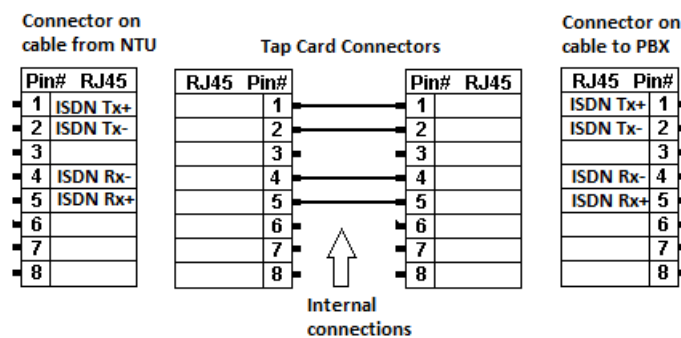 Connector on
cable from NTU
Pin# RJ45
1 ISDN Tx+
2 ISDN Tx-
3
4 ISDN Rx-
5 ISDN Rx+
6
7
8
Tap Card Connectors
RJ45 Pin#
1
2
3
4
5
6
7
8
Pin# RJ45
1
2
3
4
5
6
7
8
Internal
connections
Connector on
cable to PBX
RJ45 Pin#
ISDN Tx+ 1
ISDN Tx- 2
3
ISDN Rx- 4
ISDN Rx+ 5
6
7
8